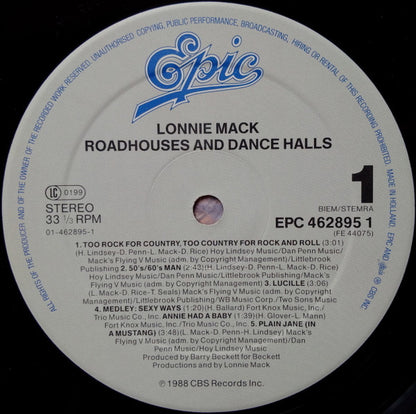 ALL RIGHTS OF THE PRODUCER AND OF THE OWNER OF THE RECORDED WORK RESERVED. UNAUTHORISED COPYING, PUBLIC PERFORMANCE, BROADCASTING, HIRING OR RENTAL OF THIS RECORDING PROHIBITED. MADE IN HOLLAND. EPIC AND ℗ CBS INC.
Epic
LONNIE MACK
ROADHOUSES AND DANCE HALLS
LC 0199
STEREO
33 1/3 RPM
01-462895-1
1
BIEM/STEMRA
EPC 462895 1
(FE 44075)
1. TOO ROCK FOR COUNTRY, TOO COUNTRY FOR ROCK AND ROLL (3:01)
(H. Lindsey-D. Penn-L. Mack-D. Rice) Hoy Lindsey Music/Dan Penn
Music/Mack's Flying V Music (adm. by Copyright Management)/Littlebrook
Publishing 2. 50's/60's MAN (2:43)(H. Lindsey-D. Penn-L. Mack-D. Rice)
Hoy Lindsey Music/Dan Penn Music/Mack's Flying V Music (adm. by
Copyright Management)/Littlebrook Publishing 3. LUCILLE (4:36)
(L. Mack-D. Rice-T. Seals) Mack's Flying V Music (adm. by Copyright
Management)/Littlebrook Publishing/WB Music Corp./Two Sons Music
4. MEDLEY: SEXY WAYS (1:20)(H. Ballard) Fort Knox Music, Inc./
Trio Music Co., Inc. ANNIE HAD A BABY (1:39)(H. Glover-L. Mann)
Fort Knox Music, Inc./Trio Music Co., Inc. 5. PLAIN JANE (IN
A MUSTANG) (3:48)(L. Mack-D. Penn-H. Lindsey) Mack's
Flying V Music (adm. by Copyright Management)/Dan
Penn Music/Hoy Lindsey Music
Produced by Barry Beckett for Beckett
Productions and by Lonnie Mack
℗ 1988 CBS Records Inc.